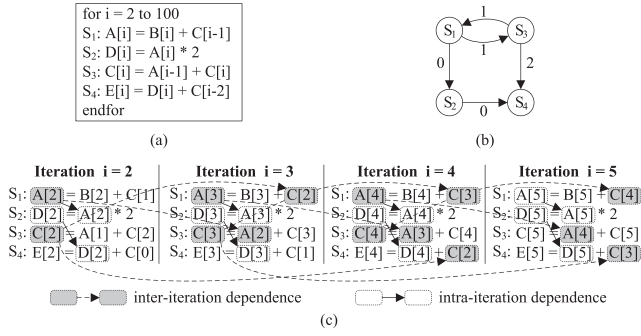 for i = 2 to 100
S₁: A[i] = B[i] + C[i-1]
S₂: D[i] = A[i] * 2
S₃: C[i] = A[i-1] + C[i]
S₄: E[i] = D[i] + C[i-2]
endfor
(a)
1
S₁ S₃
1
0 2
S₂ S₄
0
(b)
Iteration i = 2 Iteration i = 3 Iteration i = 4 Iteration i = 5
S₁: A[2] = B[2] + C[1] S₁: A[3] = B[3] + C[2] S₁: A[4] = B[4] + C[3] S₁: A[5] = B[5] + C[4]
S₂: D[2] = A[2] * 2 S₂: D[3] = A[3] * 2 S₂: D[4] = A[4] * 2 S₂: D[5] = A[5] * 2
S₃: C[2] = A[1] + C[2] S₃: C[3] = A[2] + C[3] S₃: C[4] = A[3] + C[4] S₃: C[5] = A[4] + C[5]
S₄: E[2] = D[2] + C[0] S₄: E[3] = D[3] + C[1] S₄: E[4] = D[4] + C[2] S₄: E[5] = D[5] + C[3]
inter-iteration dependence intra-iteration dependence
(c)